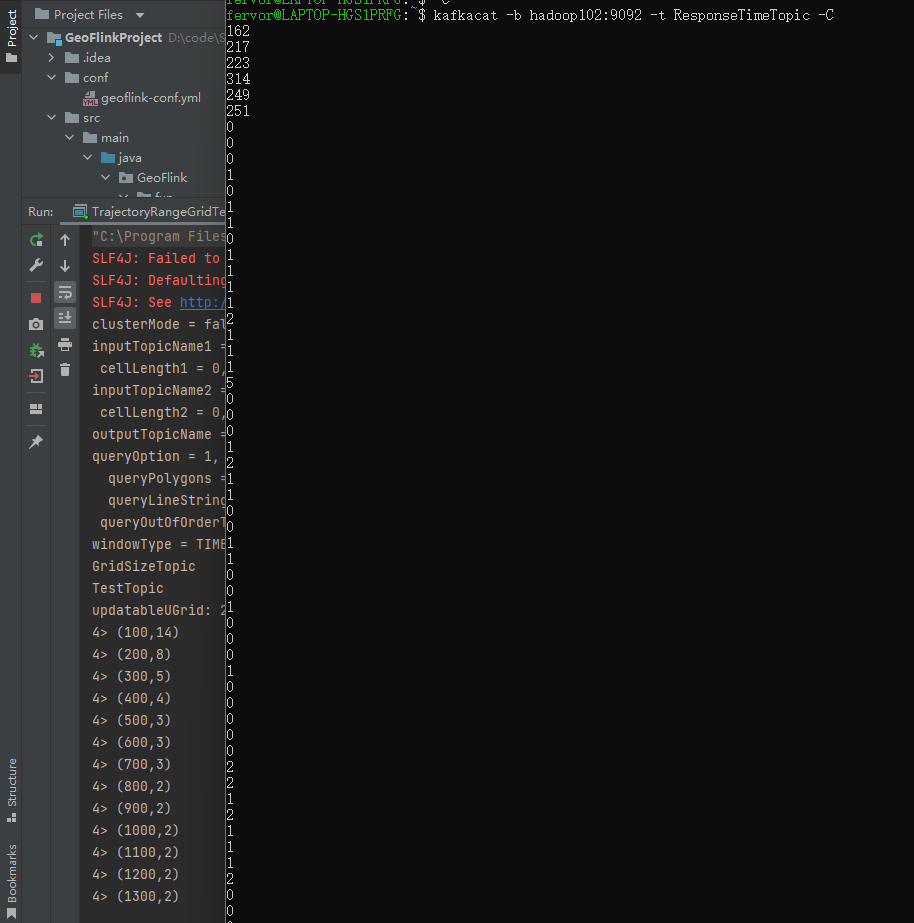 Project
Project Files
GeoFlinkProject D:\code\S
.idea
conf
geoflink-conf.yml
src
main
java
GeoFlink
Run: TrajectoryRangeGridTe
"C:\Program Files
SLF4J: Failed to
SLF4J: Defaulting
SLF4J: See http:/
clusterMode = fal
inputTopicName1 =
cellLength1 = 0,
inputTopicName2 =
cellLength2 = 0,
outputTopicName =
queryOption = 1,
queryPolygons =
queryLineString
queryOutOfOrderT
windowType = TIME
GridSizeTopic
TestTopic
updatableUGrid: 2
4> (100,14)
4> (200,8)
4> (300,5)
4> (400,4)
4> (500,3)
4> (600,3)
4> (700,3)
4> (800,2)
4> (900,2)
4> (1000,2)
4> (1100,2)
4> (1200,2)
4> (1300,2)
Structure
Bookmarks
fervor@LAPTOP-HGS1PRFG:~$ kafkacat -b hadoop102:9092 -t ResponseTimeTopic -C
162
217
223
314
249
251
0
0
0
1
0
1
1
0
1
1
1
1
2
1
1
1
5
0
0
0
1
2
1
1
0
0
1
1
0
0
1
0
0
0
1
0
0
0
0
0
2
2
1
2
1
1
1
2
0
0